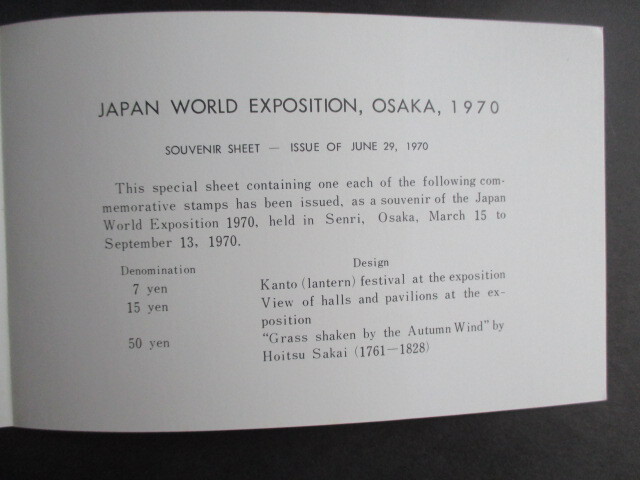 JAPAN WORLD EXPOSITION, OSAKA, 1970
SOUVENIR SHEET — ISSUE OF JUNE 29, 1970
This special sheet containing one each of the following com-
memorative stamps has been issued, as a souvenir of the Japan
World Exposition 1970, held in Senri, Osaka, March 15 to
September 13, 1970.
Denomination Design
7 yen Kanto (lantern) festival at the exposition
15 yen View of halls and pavilions at the ex-
position
50 yen "Grass shaken by the Autumn Wind" by
Hoitsu Sakai (1761—1828)